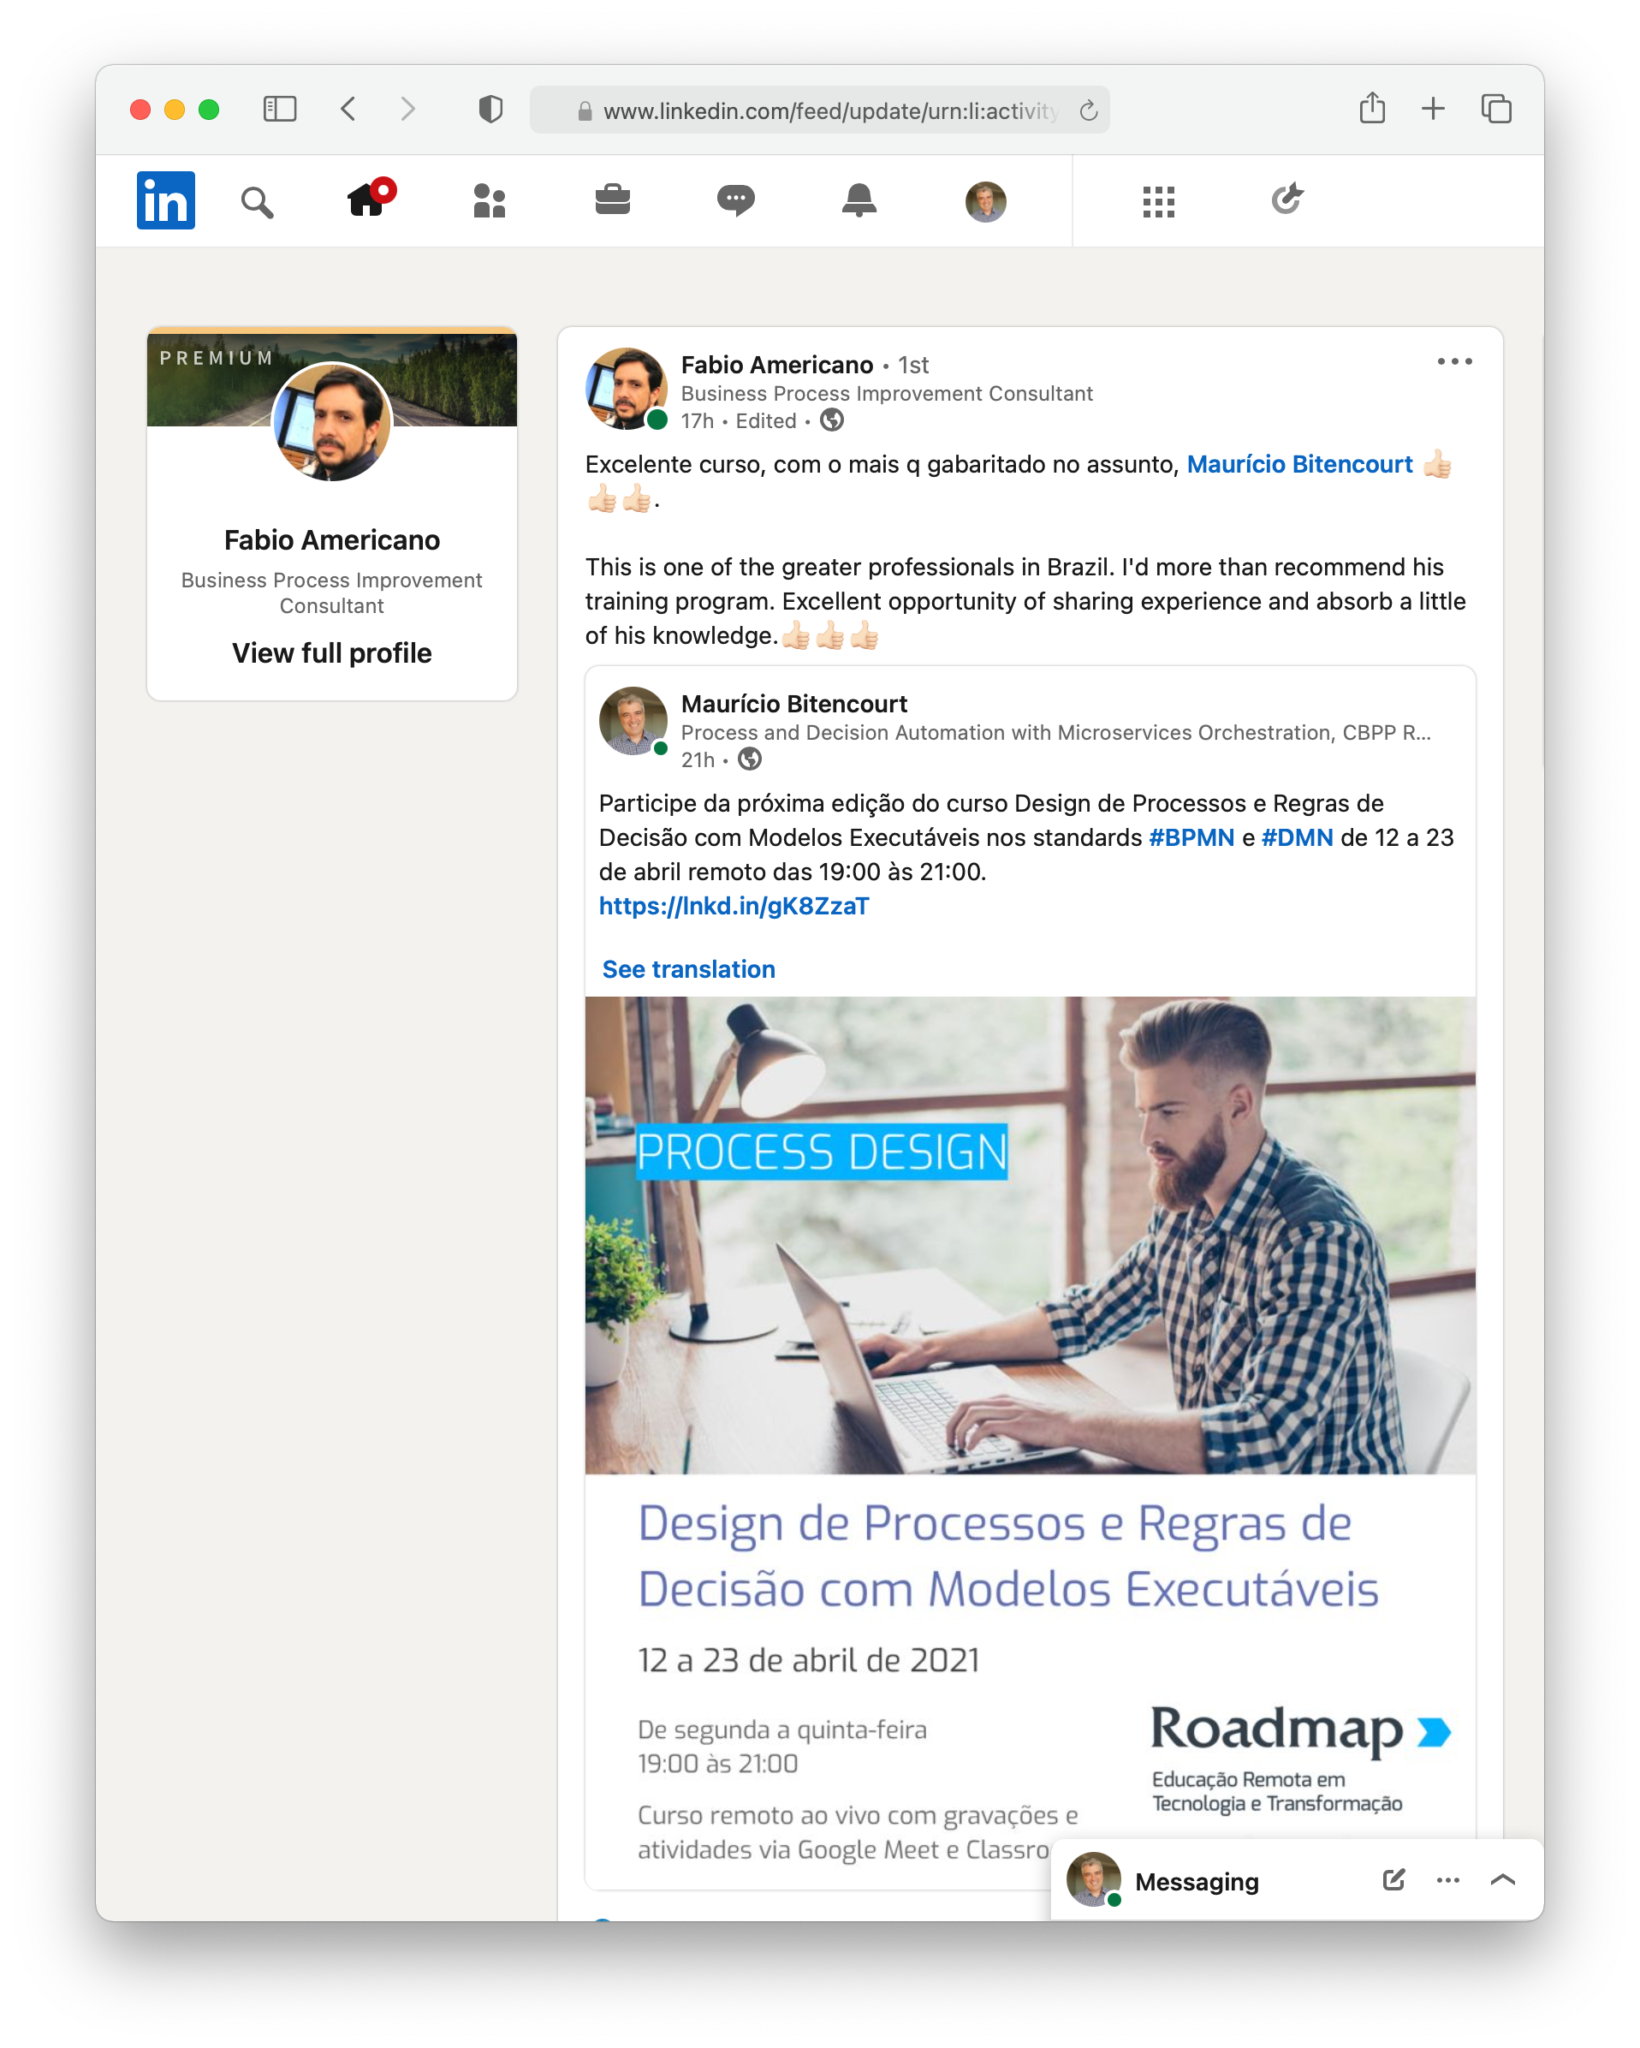 www.linkedin.com/feed/update/urn:li:activity
in
PREMIUM
Fabio Americano
Business Process Improvement
Consultant
View full profile
Fabio Americano • 1st
Business Process Improvement Consultant
17h • Edited •
Excelente curso, com o mais q gabaritado no assunto, Maurício Bitencourt 👍🏻
👍🏻👍🏻.
This is one of the greater professionals in Brazil. I'd more than recommend his
training program. Excellent opportunity of sharing experience and absorb a little
of his knowledge.👍🏻👍🏻👍🏻
Maurício Bitencourt
Process and Decision Automation with Microservices Orchestration, CBPP R...
21h •
Participe da próxima edição do curso Design de Processos e Regras de
Decisão com Modelos Executáveis nos standards #BPMN e #DMN de 12 a 23
de abril remoto das 19:00 às 21:00.
https://lnkd.in/gK8ZzaT
See translation
PROCESS DESIGN
Design de Processos e Regras de
Decisão com Modelos Executáveis
12 a 23 de abril de 2021
De segunda a quinta-feira
19:00 às 21:00
Curso remoto ao vivo com gravações e
atividades via Google Meet e Classro
Roadmap
Educação Remota em
Tecnologia e Transformação
Messaging